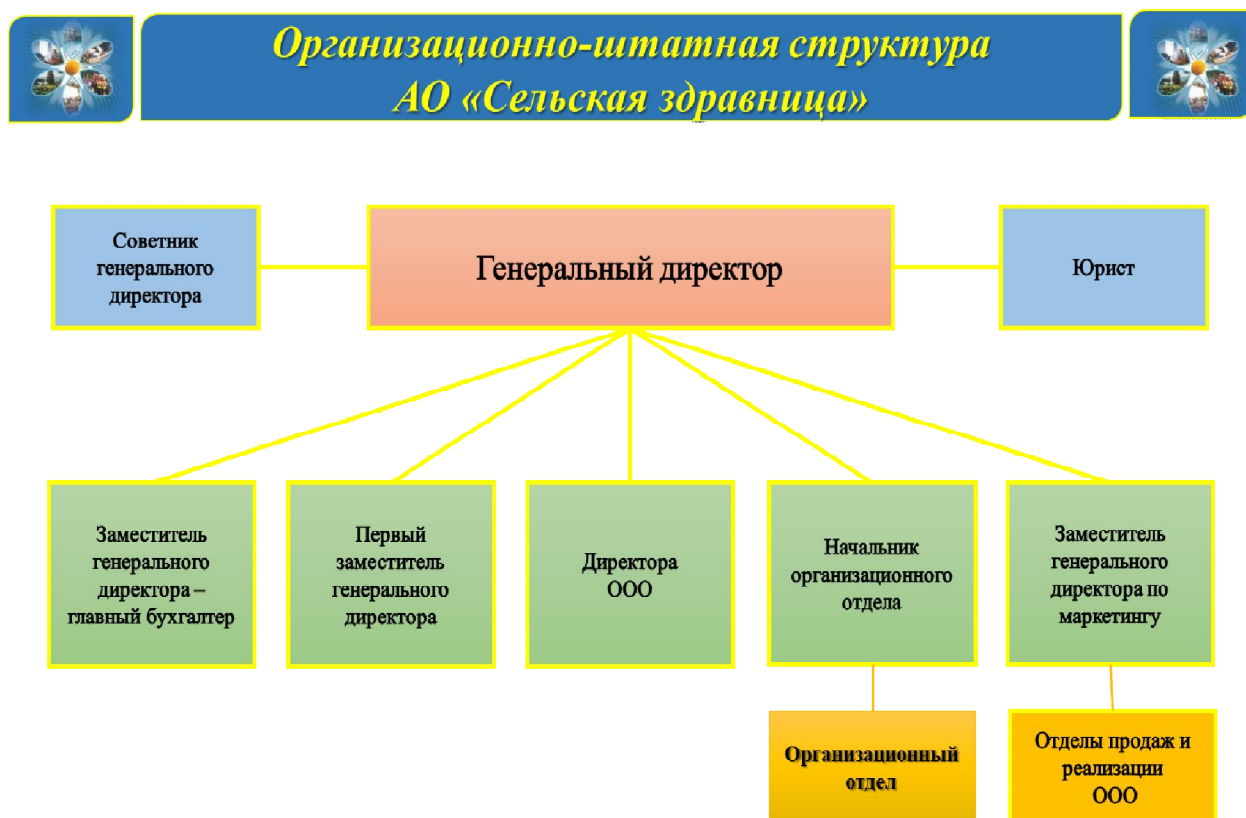 Организационно-штатная структура
АО «Сельская здравница»
Советник
генерального
директора
Генеральный директор
Юрист
Заместитель
генерального
директора –
главный бухгалтер
Первый
заместитель
генерального
директора
Директора
ООО
Начальник
организационного
отдела
Заместитель
генерального
директора по
маркетингу
Организационный
отдел
Отделы продаж и
реализации
ООО